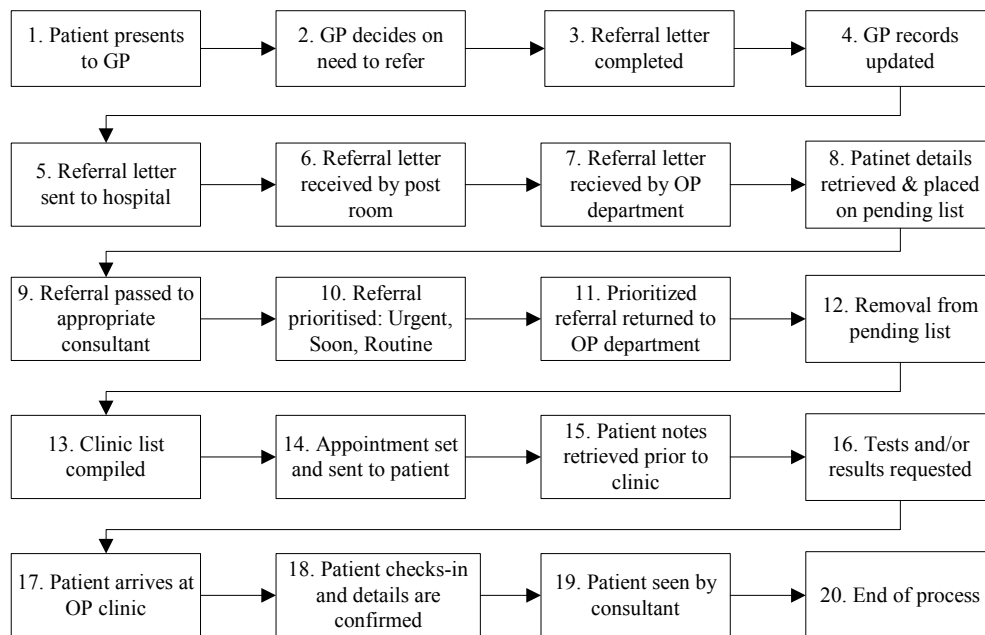 1. Patient presents
to GP
2. GP decides on
need to refer
3. Referral letter
completed
4. GP records
updated
5. Referral letter
sent to hospital
6. Referral letter
received by post
room
7. Referral letter
recieved by OP
department
8. Patinet details
retrieved & placed
on pending list
9. Referral passed to
appropriate
consultant
10. Referral
prioritised: Urgent,
Soon, Routine
11. Prioritized
referral returned to
OP department
12. Removal from
pending list
13. Clinic list
compiled
14. Appointment set
and sent to patient
15. Patient notes
retrieved prior to
clinic
16. Tests and/or
results requested
17. Patient arrives at
OP clinic
18. Patient checks-in
and details are
confirmed
19. Patient seen by
consultant
20. End of process